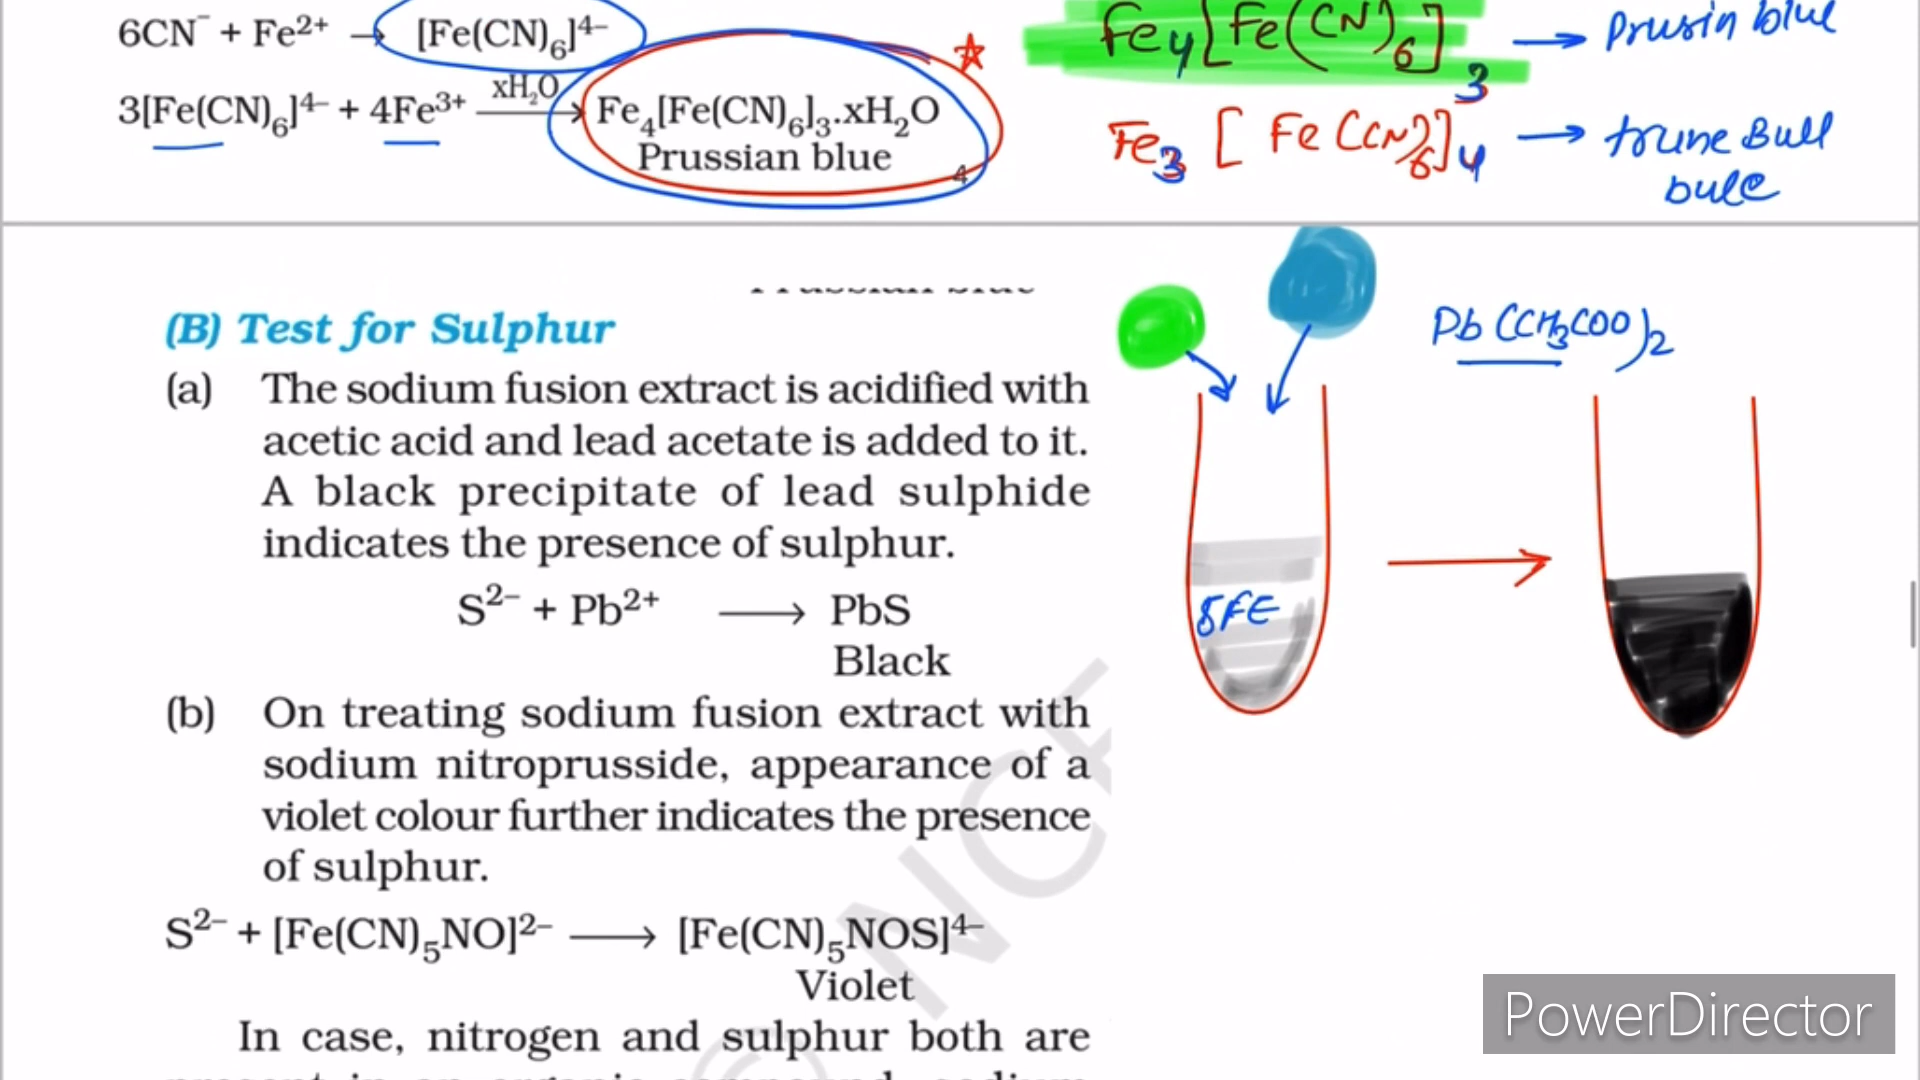 6CN⁻ + Fe²⁺ → [Fe(CN)₆]⁴⁻
3[Fe(CN)₆]⁴⁻ + 4Fe³⁺ xH₂O → Fe₄[Fe(CN)₆]₃.xH₂O
Prussian blue
4
Fe₄[Fe(CN)₆]₃ → Prusin blue
Fe₃[Fe(CN)₆]₄ → trune Bull
bule
(B) Test for Sulphur
(a) The sodium fusion extract is acidified with
acetic acid and lead acetate is added to it.
A black precipitate of lead sulphide
indicates the presence of sulphur.
S²⁻ + Pb²⁺ → PbS
Black
(b) On treating sodium fusion extract with
sodium nitroprusside, appearance of a
violet colour further indicates the presence
of sulphur.
S²⁻ + [Fe(CN)₅NO]²⁻ → [Fe(CN)₅NOS]⁴⁻
Violet
In case, nitrogen and sulphur both are
Pb(CH₃COO)₂
SFE
© NCE
PowerDirector